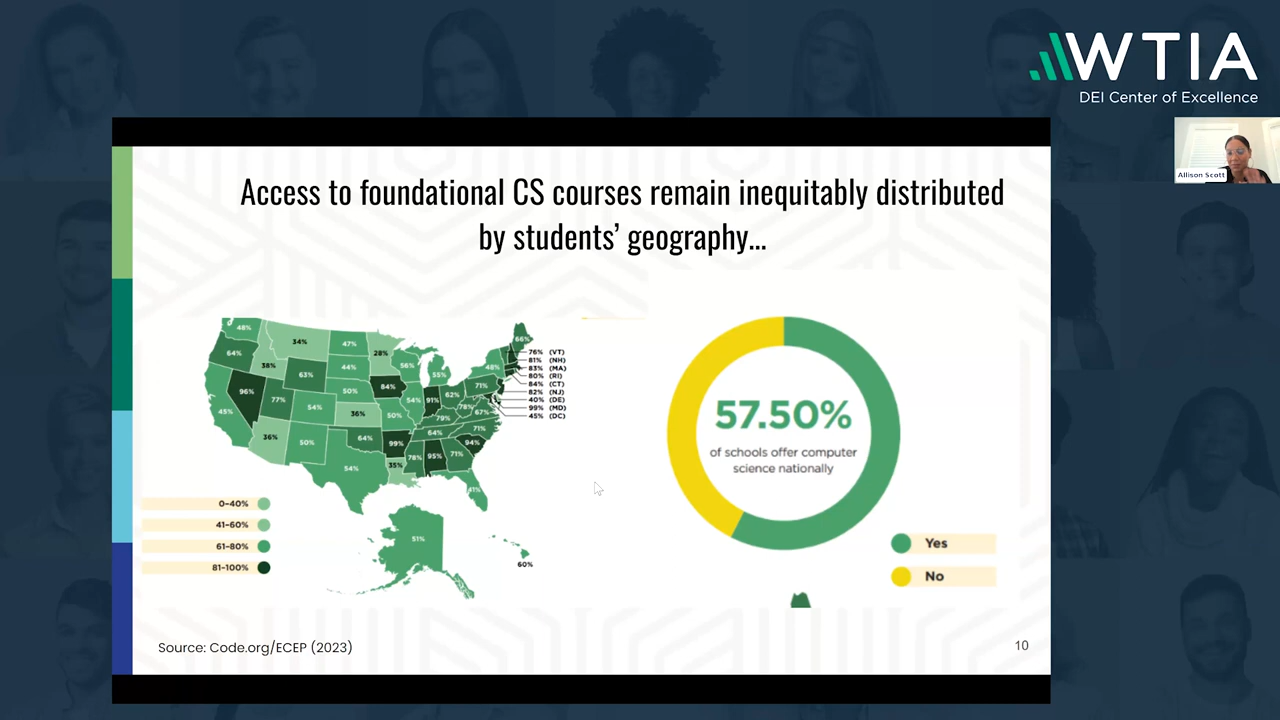 WTIA
DEI Center of Excellence
Allison Scott
Access to foundational CS courses remain inequitably distributed
by students’ geography...
48%
34%
47%
28%
66%
64%
38%
63%
44%
56%
55%
48%
76% (VT)
81% (NH)
83% (MA)
80% (RI)
84% (CT)
82% (NJ)
40% (DE)
99% (MD)
45% (DC)
96%
77%
54%
50%
84%
54%
91%
62%
71%
78%
67%
45%
36%
50%
79%
71%
36%
50%
64%
99%
64%
94%
54%
35%
78%
95%
71%
41%
51%
60%
0-40%
41-60%
61-80%
81-100%
57.50%
of schools offer computer
science nationally
Yes
No
Source: Code.org/ECEP (2023)
10